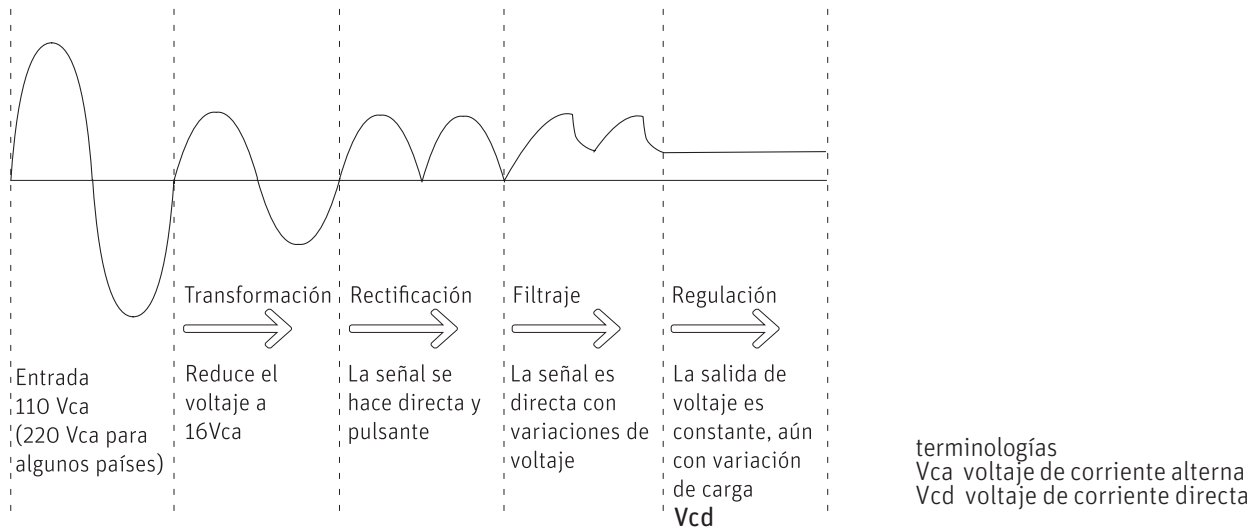 Entrada
110 Vca
(220 Vca para
algunos países)
Transformación
Reduce el
voltaje a
16Vca
Rectificación
La señal se
hace directa y
pulsante
Filtraje
La señal es
directa con
variaciones de
voltaje
Regulación
La salida de
voltaje es
constante, aún
con variación
de carga
Vcd
terminologías
Vca voltaje de corriente alterna
Vcd voltaje de corriente directa